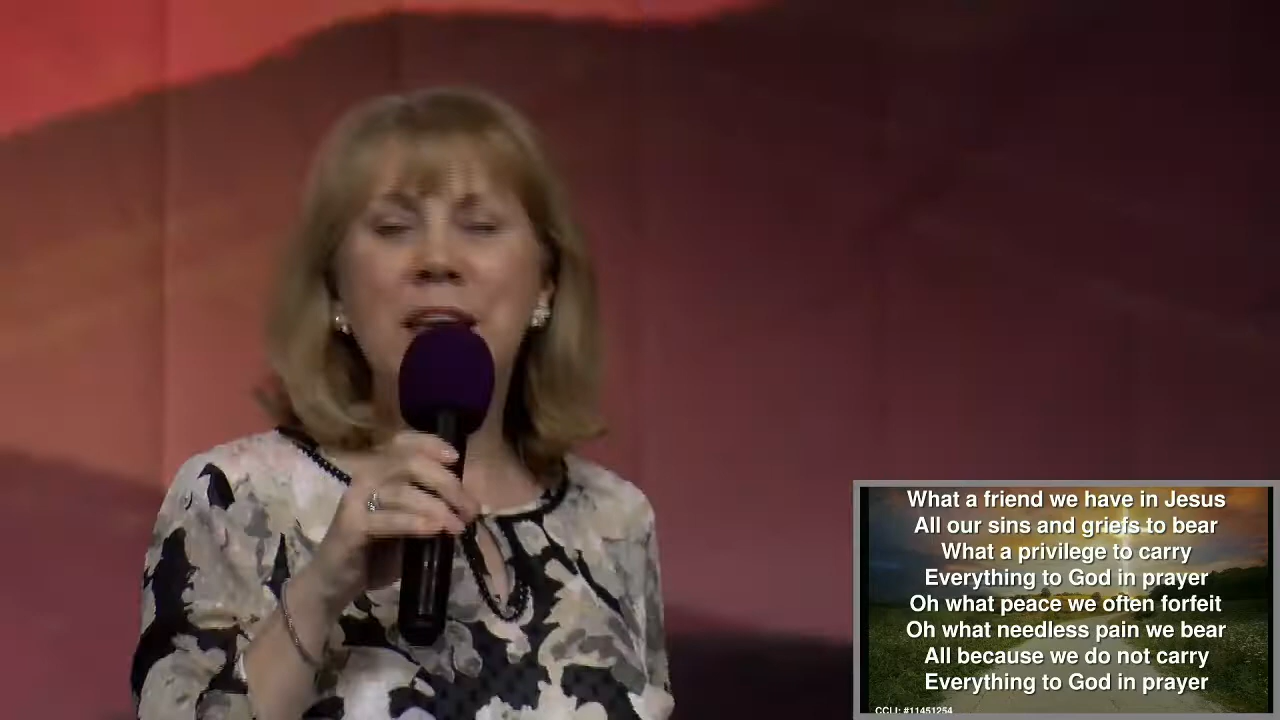 What a friend we have in Jesus
All our sins and griefs to bear
What a privilege to carry
Everything to God in prayer
Oh what peace we often forfeit
Oh what needless pain we bear
All because we do not carry
Everything to God in prayer
CCLI: #11451254